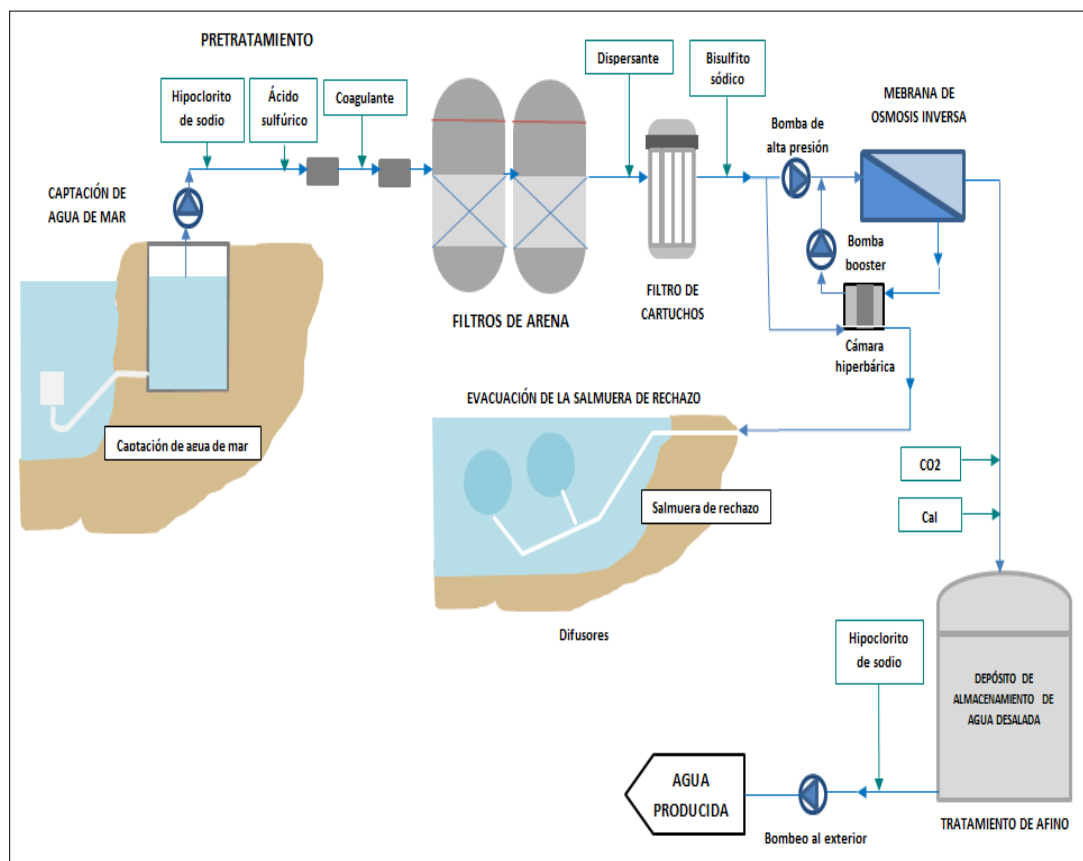 PRETRATAMIENTO
Hipoclorito
de sodio
Ácido
sulfúrico
Coagulante
Dispersante
Bisulfito
sódico
Bomba de
alta presión
MEBRANA DE
OSMOSIS INVERSA
CAPTACIÓN DE
AGUA DE MAR
Bomba
booster
FILTROS DE ARENA
FILTRO DE
CARTUCHOS
Cámara
hiperbárica
EVACUACIÓN DE LA SALMUERA DE RECHAZO
Captación de agua de mar
Salmuera de rechazo
CO2
Cal
Difusores
Hipoclorito
de sodio
DEPÓSITO DE
ALMACENAMIENTO DE
AGUA DESALADA
AGUA
PRODUCIDA
Bombeo al exterior
TRATAMIENTO DE AFINO